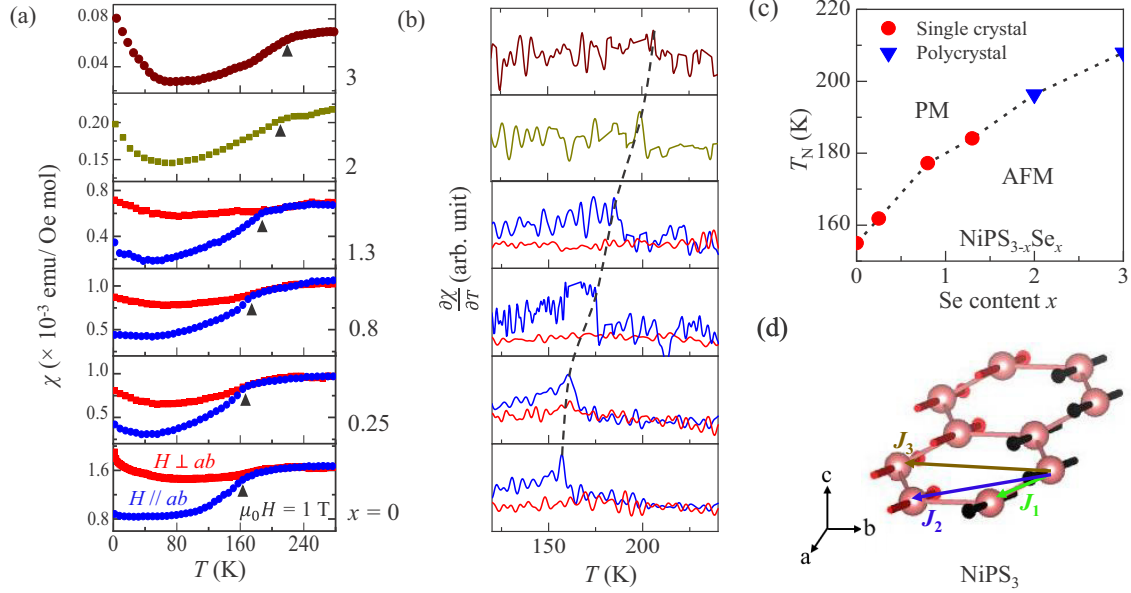 (a)
0.08
0.04
3
0.20
0.15
2
0.8
0.4
1.3
1.0
0.5
0.8
1.0
0.5
0.25
1.6
0.8
H ⊥ ab
H // ab
μ₀H = 1 T
x = 0
χ (× 10⁻³ emu/ Oe mol)
0 80 160 240
T (K)
(b)
∂χ/∂T (arb. unit)
150 200
T (K)
(c)
220
200
180
160
T_N (K)
Single crystal
Polycrystal
PM
AFM
NiPS₃₋ₓSeₓ
0 1 2 3
Se content x
(d)
J₃
J₂
J₁
c
b
a
NiPS₃